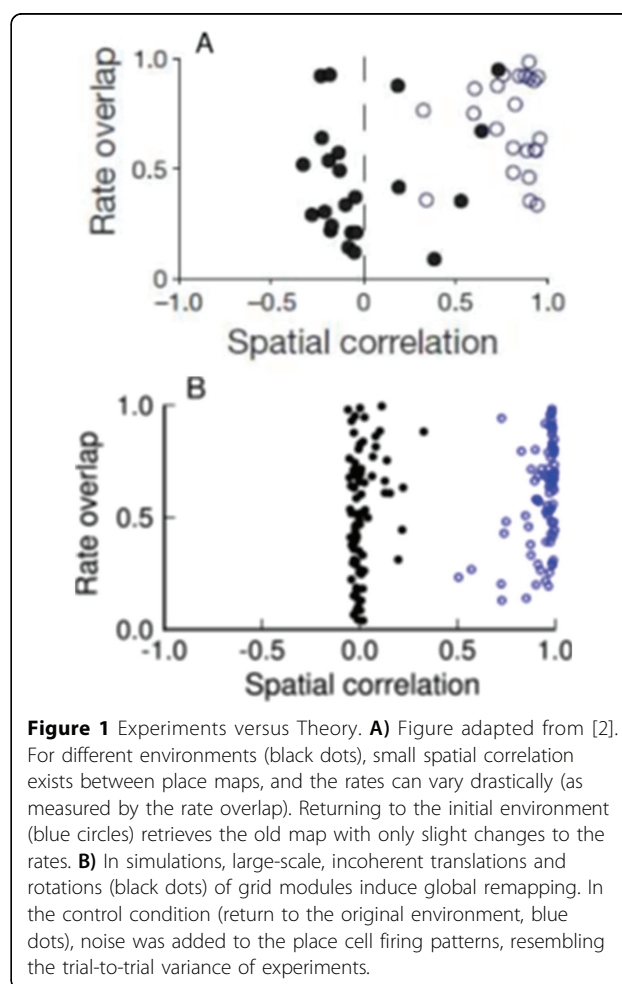 A
Rate overlap
1.0
0.5
0
−1.0 −0.5 0 0.5 1.0
Spatial correlation
B
Rate overlap
1.0
0.5
0.0
-1.0 -0.5 0.0 0.5 1.0
Spatial correlation
Figure 1 Experiments versus Theory. A) Figure adapted from [2].
For different environments (black dots), small spatial correlation
exists between place maps, and the rates can vary drastically (as
measured by the rate overlap). Returning to the initial environment
(blue circles) retrieves the old map with only slight changes to the
rates. B) In simulations, large-scale, incoherent translations and
rotations (black dots) of grid modules induce global remapping. In
the control condition (return to the original environment, blue
dots), noise was added to the place cell firing patterns, resembling
the trial-to-trial variance of experiments.